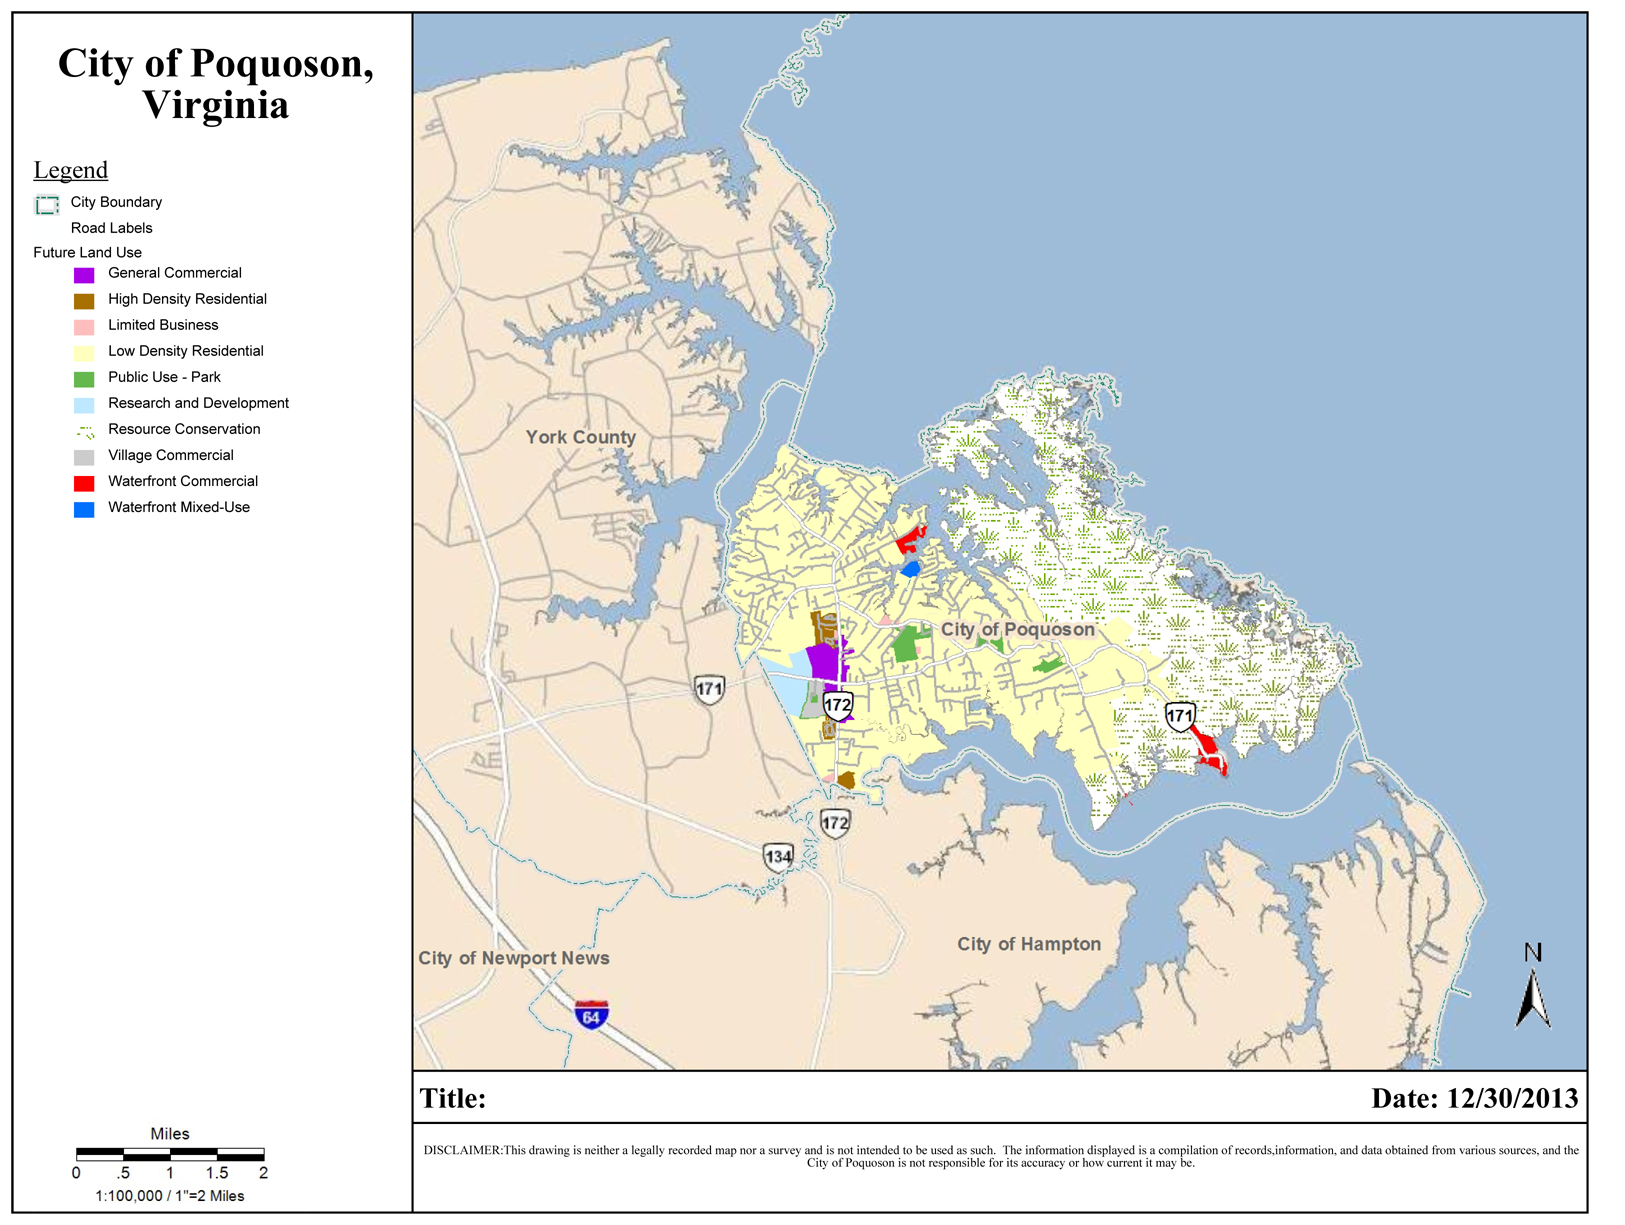 City of Poquoson,
Virginia
Legend
City Boundary
Road Labels
Future Land Use
General Commercial
High Density Residential
Limited Business
Low Density Residential
Public Use - Park
Research and Development
Resource Conservation
Village Commercial
Waterfront Commercial
Waterfront Mixed-Use
Miles
0 .5 1 1.5 2
1:100,000 / 1"=2 Miles
York County
City of Poquoson
171
172
171
172
134
City of Hampton
City of Newport News
64
N
Title:
Date: 12/30/2013
DISCLAIMER:This drawing is neither a legally recorded map nor a survey and is not intended to be used as such. The information displayed is a compilation of records,information, and data obtained from various sources, and the
City of Poquoson is not responsible for its accuracy or how current it may be.